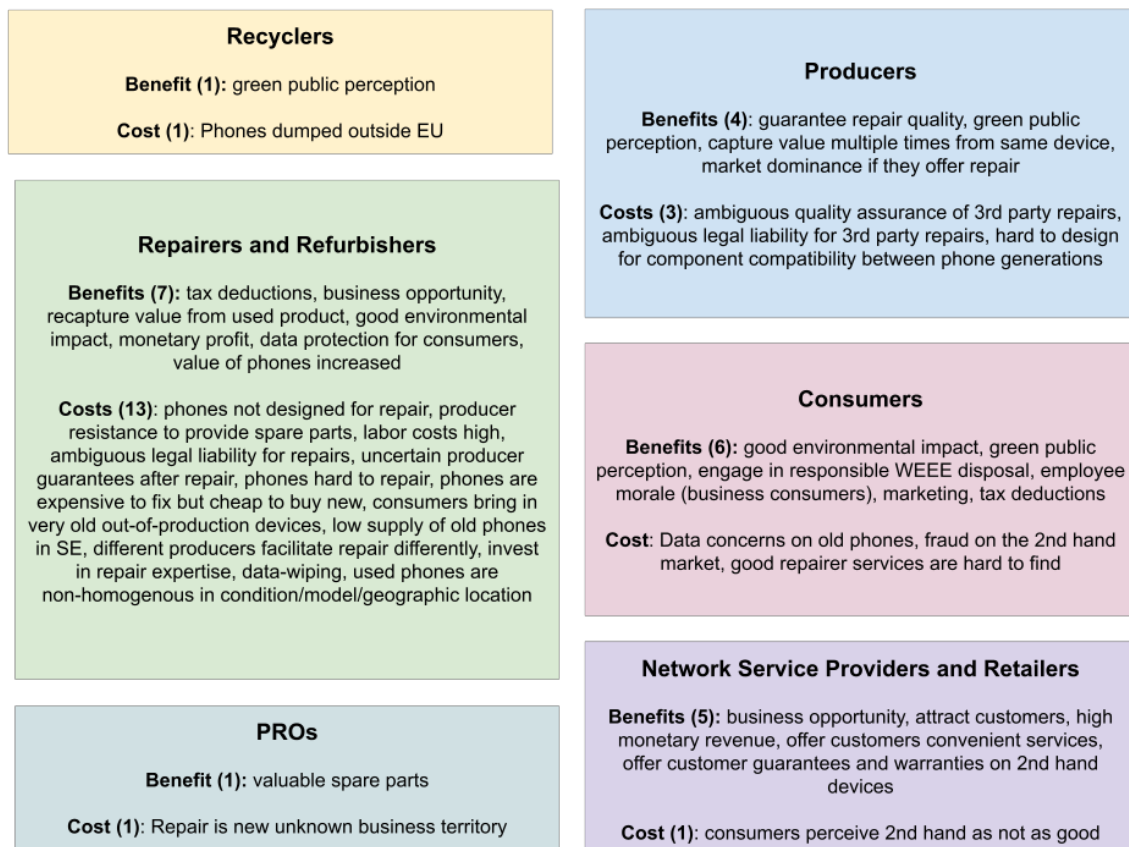 Recyclers
Benefit (1): green public perception
Cost (1): Phones dumped outside EU
Repairers and Refurbishers
Benefits (7): tax deductions, business opportunity,
recapture value from used product, good environmental
impact, monetary profit, data protection for consumers,
value of phones increased
Costs (13): phones not designed for repair, producer
resistance to provide spare parts, labor costs high,
ambiguous legal liability for repairs, uncertain producer
guarantees after repair, phones hard to repair, phones are
expensive to fix but cheap to buy new, consumers bring in
very old out-of-production devices, low supply of old phones
in SE, different producers facilitate repair differently, invest
in repair expertise, data-wiping, used phones are
non-homogenous in condition/model/geographic location
PROs
Benefit (1): valuable spare parts
Cost (1): Repair is new unknown business territory
Producers
Benefits (4): guarantee repair quality, green public
perception, capture value multiple times from same device,
market dominance if they offer repair
Costs (3): ambiguous quality assurance of 3rd party repairs,
ambiguous legal liability for 3rd party repairs, hard to design
for component compatibility between phone generations
Consumers
Benefits (6): good environmental impact, green public
perception, engage in responsible WEEE disposal, employee
morale (business consumers), marketing, tax deductions
Cost: Data concerns on old phones, fraud on the 2nd hand
market, good repairer services are hard to find
Network Service Providers and Retailers
Benefits (5): business opportunity, attract customers, high
monetary revenue, offer customers convenient services,
offer customer guarantees and warranties on 2nd hand
devices
Cost (1): consumers perceive 2nd hand as not as good